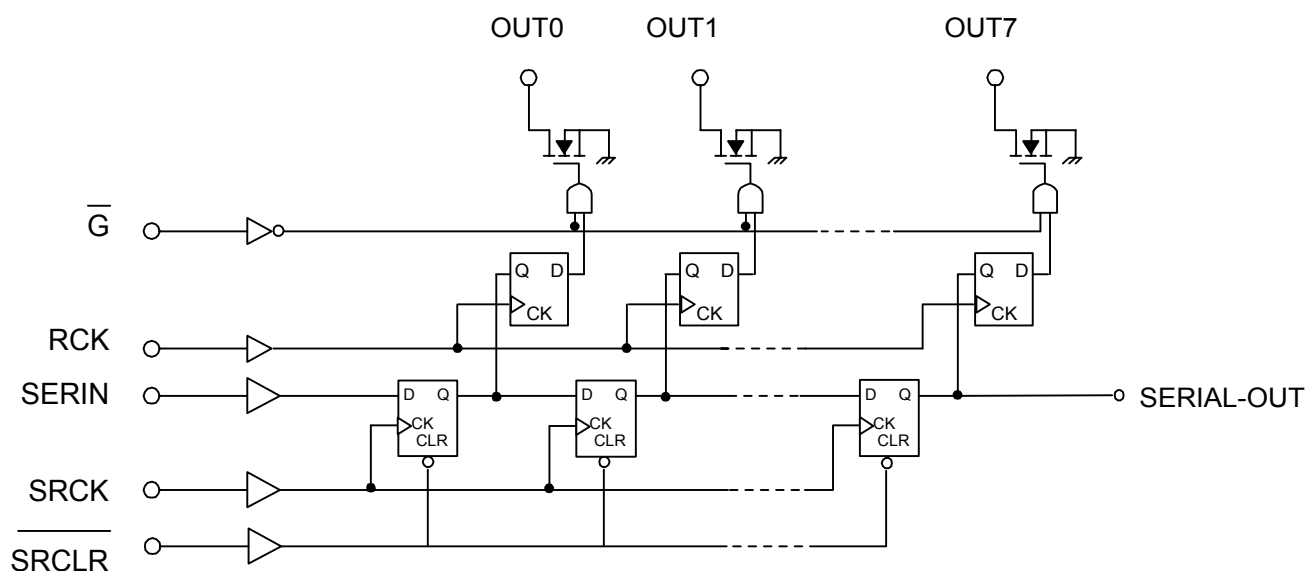 OUT0 OUT1 OUT7
G
Q D Q D Q D
CK CK CK
RCK
SERIN D Q D Q D Q SERIAL-OUT
CK CK CK
CLR CLR CLR
SRCK
SRCLR